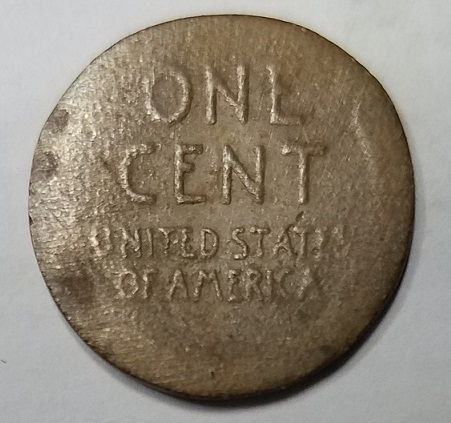 ONE
CENT
UNITED STATES
OF AMERICA